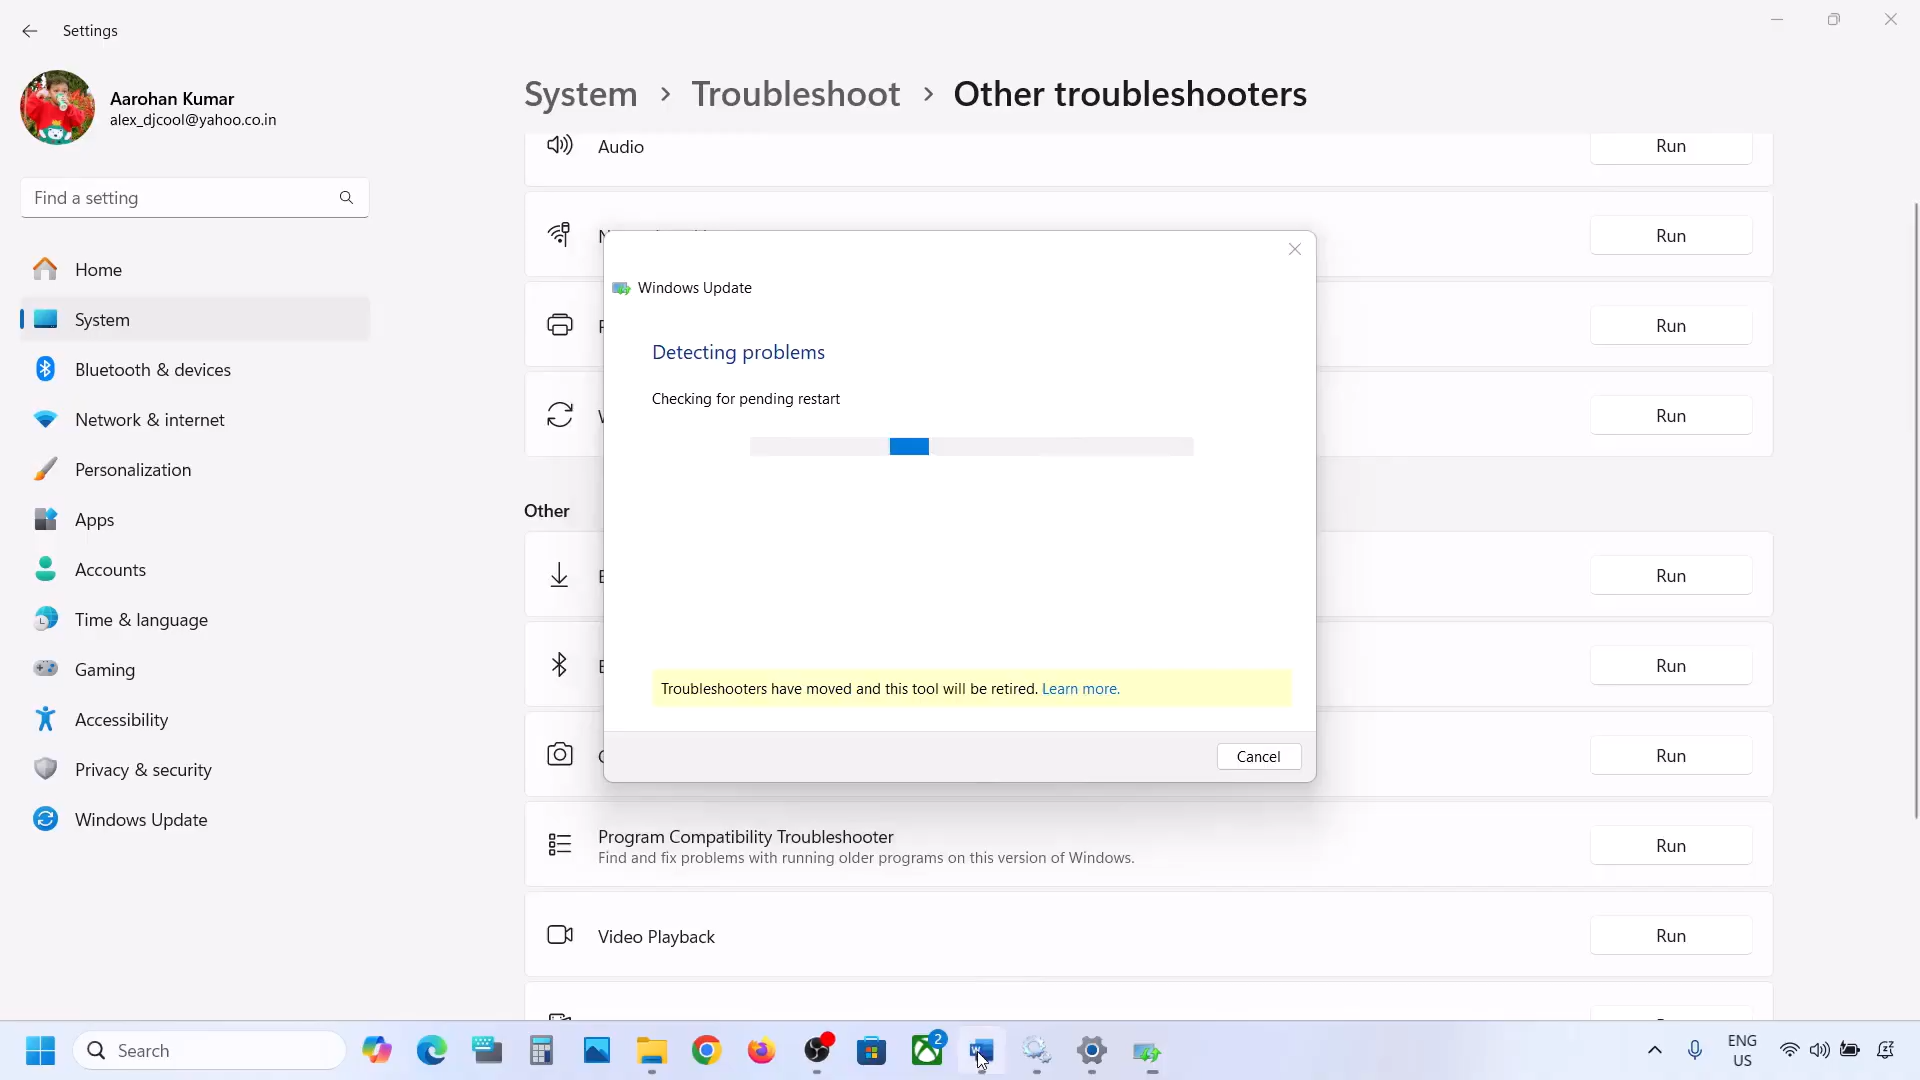 Settings
Aarohan Kumar
alex_djcool@yahoo.co.in
Find a setting
Home
System
Bluetooth & devices
Network & internet
Personalization
Apps
Accounts
Time & language
Gaming
Accessibility
Privacy & security
Windows Update
System > Troubleshoot > Other troubleshooters
Audio
Run
Run
Run
Run
Windows Update
Detecting problems
Checking for pending restart
Troubleshooters have moved and this tool will be retired. Learn more.
Cancel
Other
Run
Run
Run
Program Compatibility Troubleshooter
Find and fix problems with running older programs on this version of Windows.
Run
Video Playback
Run
Search
2
ENG
US